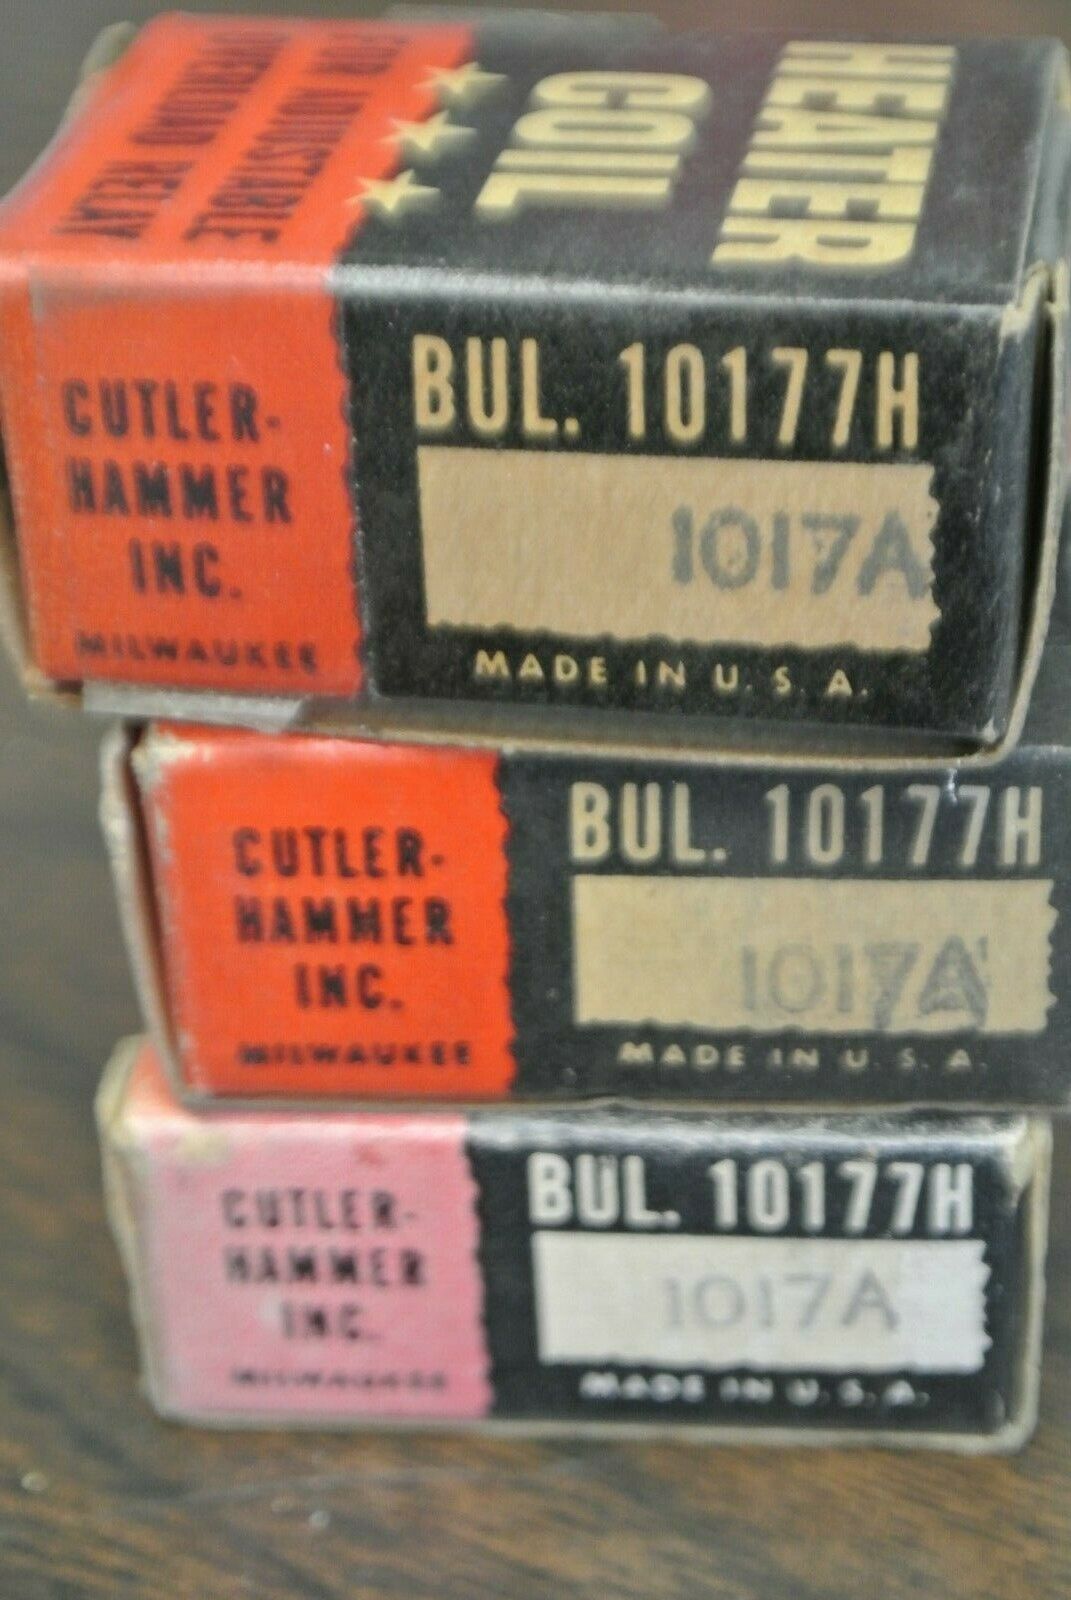 HEATER
COIL
FOR ADJUSTABLE
OVERLOAD RELAY
CUTLER-
HAMMER
INC.
MILWAUKEE
BUL. 10177H
1017A
MADE IN U. S. A.
CUTLER-
HAMMER
INC.
MILWAUKEE
BUL. 10177H
1017A
MADE IN U. S. A.
CUTLER-
HAMMER
INC.
MILWAUKEE
BUL. 10177H
1017A
MADE IN U. S. A.